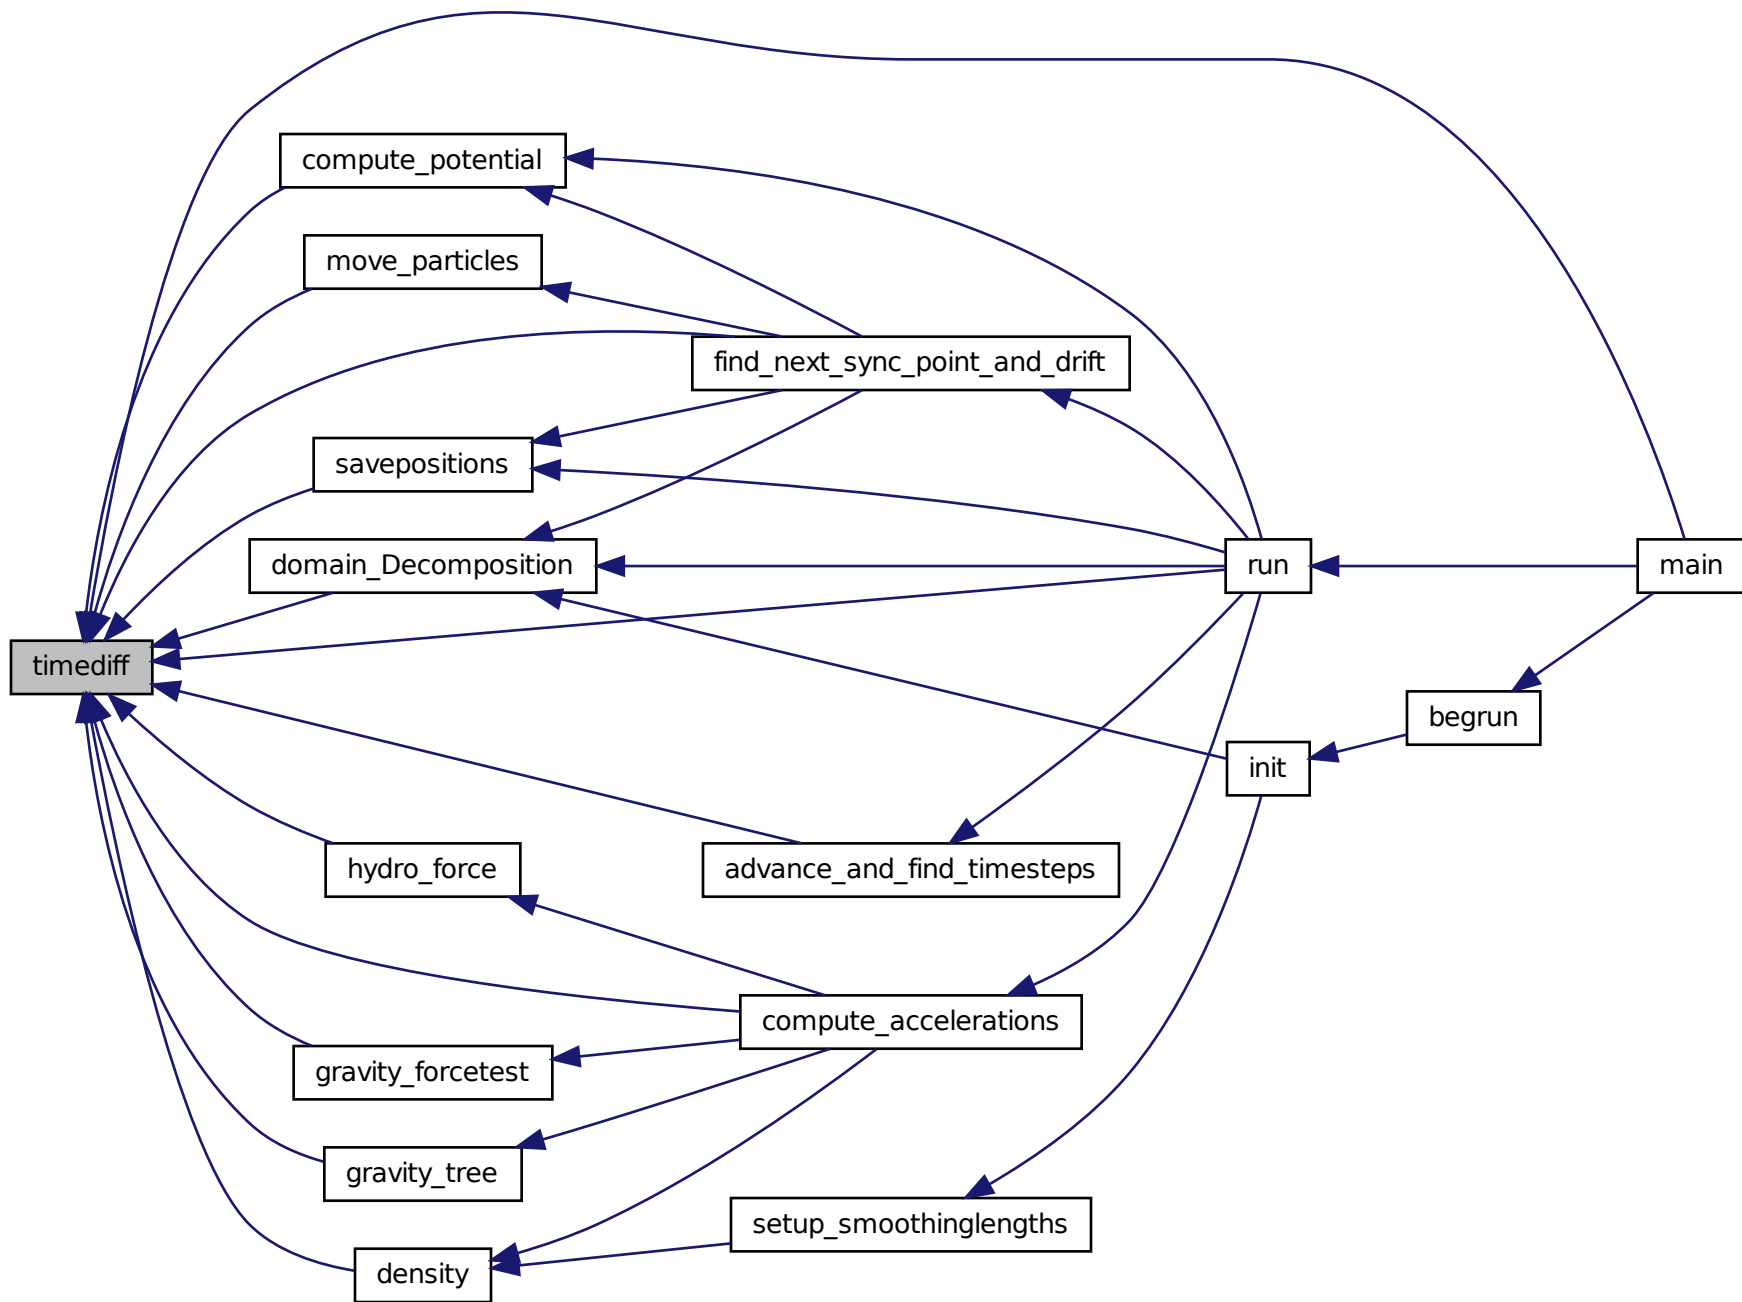 compute_potential
move_particles
find_next_sync_point_and_drift
savepositions
domain_Decomposition
run
main
timediff
begrun
init
hydro_force
advance_and_find_timesteps
compute_accelerations
gravity_forcetest
gravity_tree
setup_smoothinglengths
density